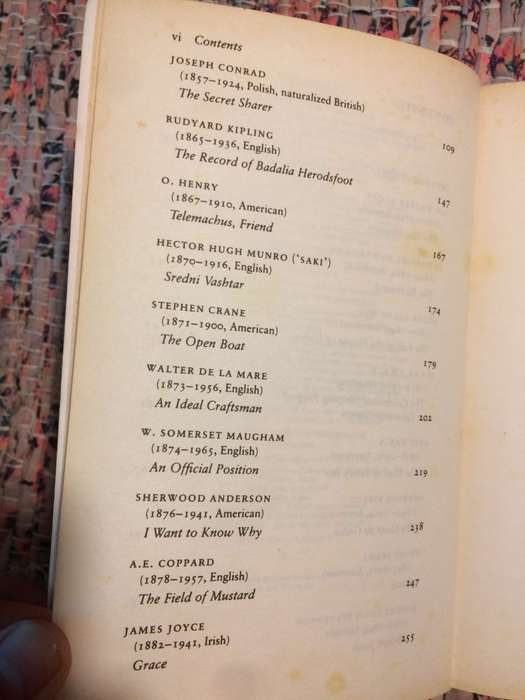 vi Contents
JOSEPH CONRAD
(1857–1924, Polish, naturalized British)
The Secret Sharer 109
RUDYARD KIPLING
(1865–1936, English)
The Record of Badalia Herodsfoot 147
O. HENRY
(1867–1910, American)
Telemachus, Friend 167
HECTOR HUGH MUNRO ('SAKI')
(1870–1916, English)
Sredni Vashtar 174
STEPHEN CRANE
(1871–1900, American)
The Open Boat 179
WALTER DE LA MARE
(1873–1956, English)
An Ideal Craftsman 202
W. SOMERSET MAUGHAM
(1874–1965, English)
An Official Position 219
SHERWOOD ANDERSON
(1876–1941, American)
I Want to Know Why 238
A.E. COPPARD
(1878–1957, English)
The Field of Mustard 247
JAMES JOYCE
(1882–1941, Irish)
Grace 255